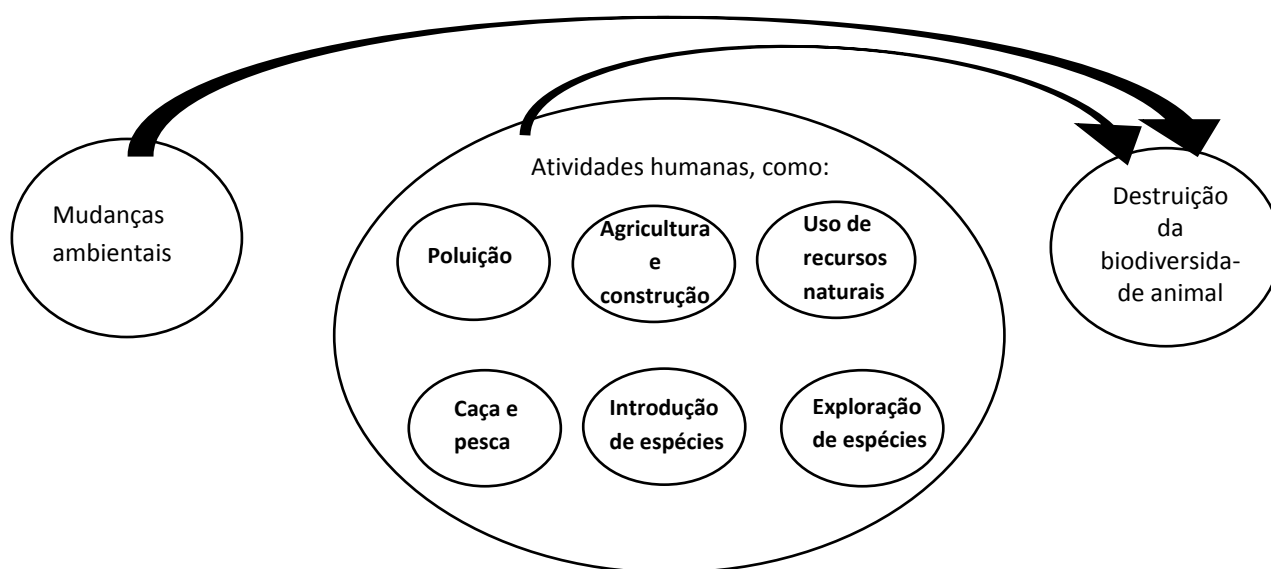 Atividades humanas, como:
Mudanças
ambientais
Poluição
Agricultura
e
construção
Uso de
recursos
naturais
Caça e
pesca
Introdução
de espécies
Exploração
de espécies
Destruição
da
biodiversida-
de animal